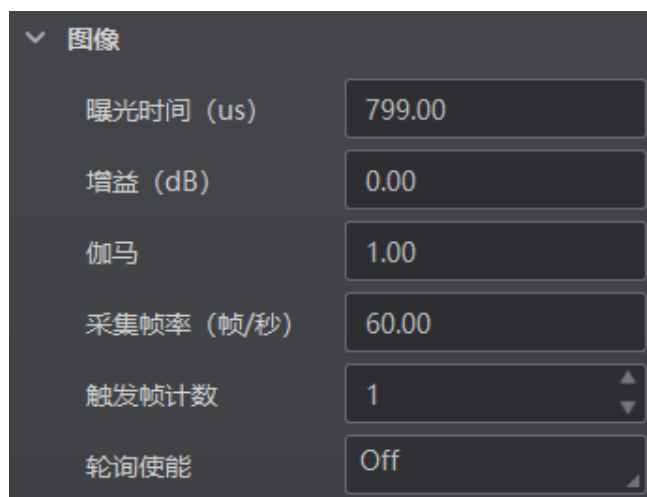 图像
曝光时间（us） 799.00
增益（dB） 0.00
伽马 1.00
采集帧率（帧/秒） 60.00
触发帧计数 1
轮询使能 Off